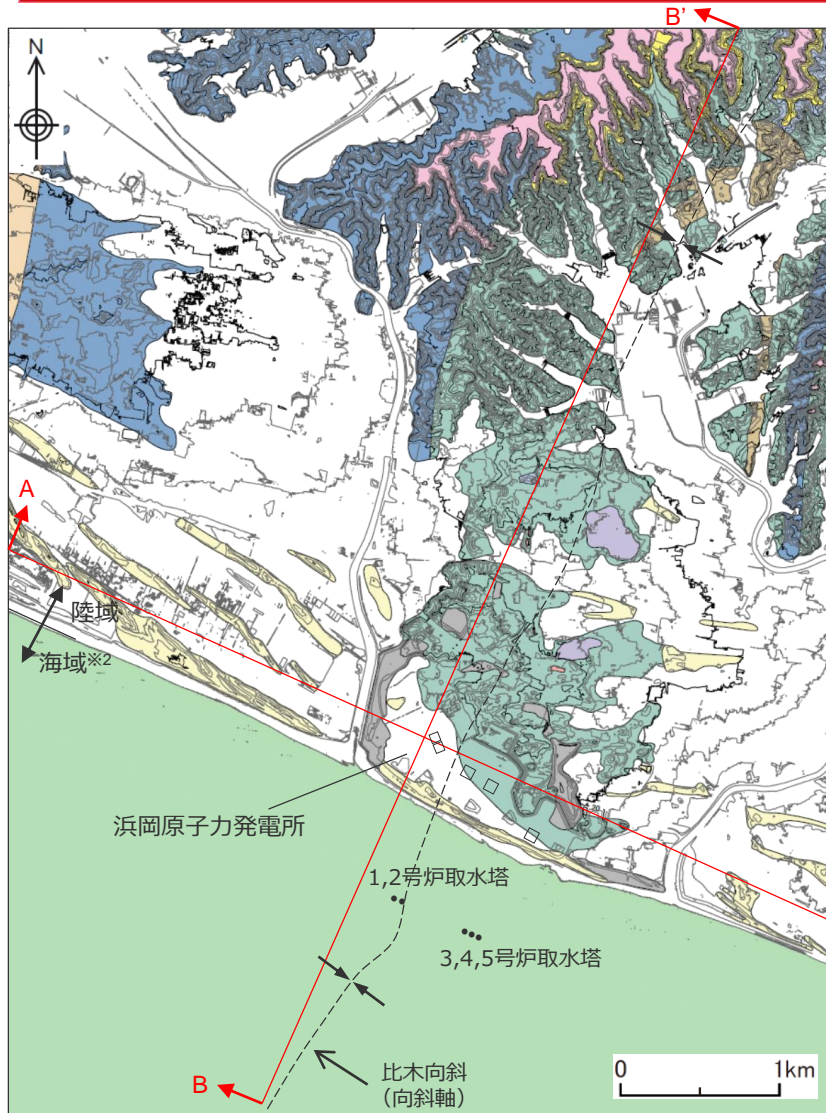 B'
N
A
陸域
海域※2
浜岡原子力発電所
1,2号炉取水塔
3,4,5号炉取水塔
B
比木向斜
（向斜軸）
0 1km